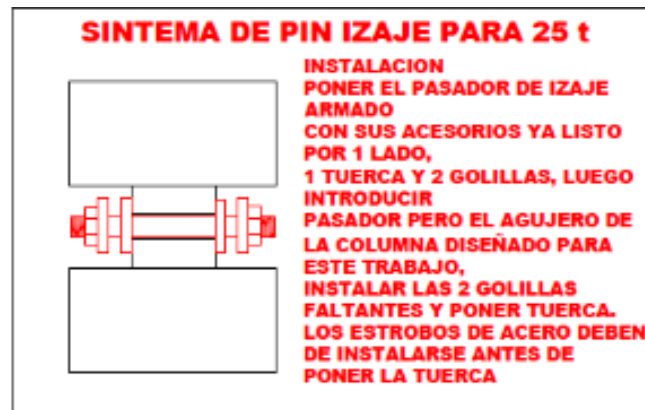 SINTEMA DE PIN IZAJE PARA 25 t
INSTALACION
PONER EL PASADOR DE IZAJE
ARMADO
CON SUS ACESORIOS YA LISTO
POR 1 LADO,
1 TUERCA Y 2 GOLILLAS, LUEGO
INTRODUCIR
PASADOR PERO EL AGUJERO DE
LA COLUMNA DISEÑADO PARA
ESTE TRABAJO,
INSTALAR LAS 2 GOLILLAS
FALTANTES Y PONER TUERCA.
LOS ESTROBOS DE ACERO DEBEN
DE INSTALARSE ANTES DE
PONER LA TUERCA